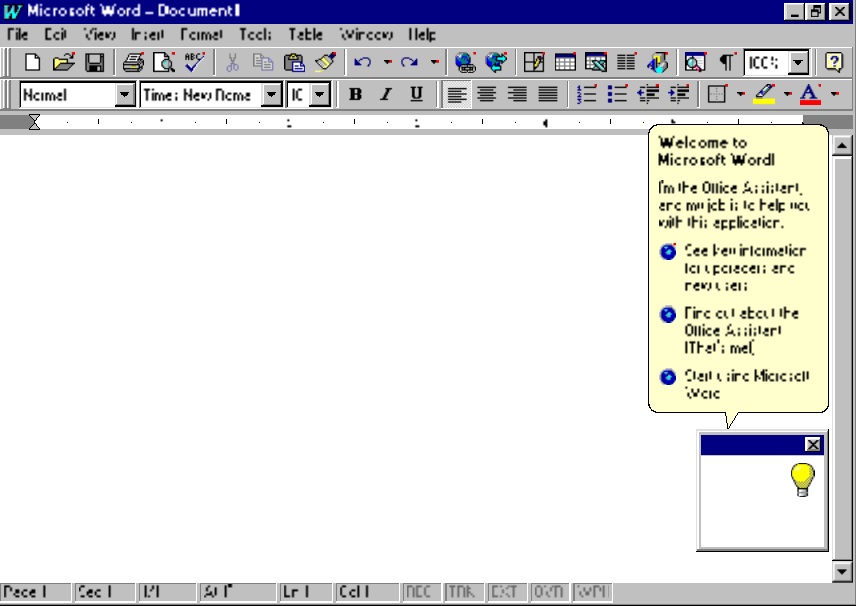 Microsoft Word - Document1
File Edit View Insert Format Tools Table Window Help
ABC 100%
Normal Times New Roma 10 B I U A
Welcome to
Microsoft Word!
I'm the Office Assistant,
and my job is to help you
with this application.
See key information
for upgraders and
new users
Find out about the
Office Assistant
(That's me!)
Start using Microsoft
Word
Page 1 Sec 1 1/1 At 1" Ln 1 Col 1 REC TRK EXT OVR WPH